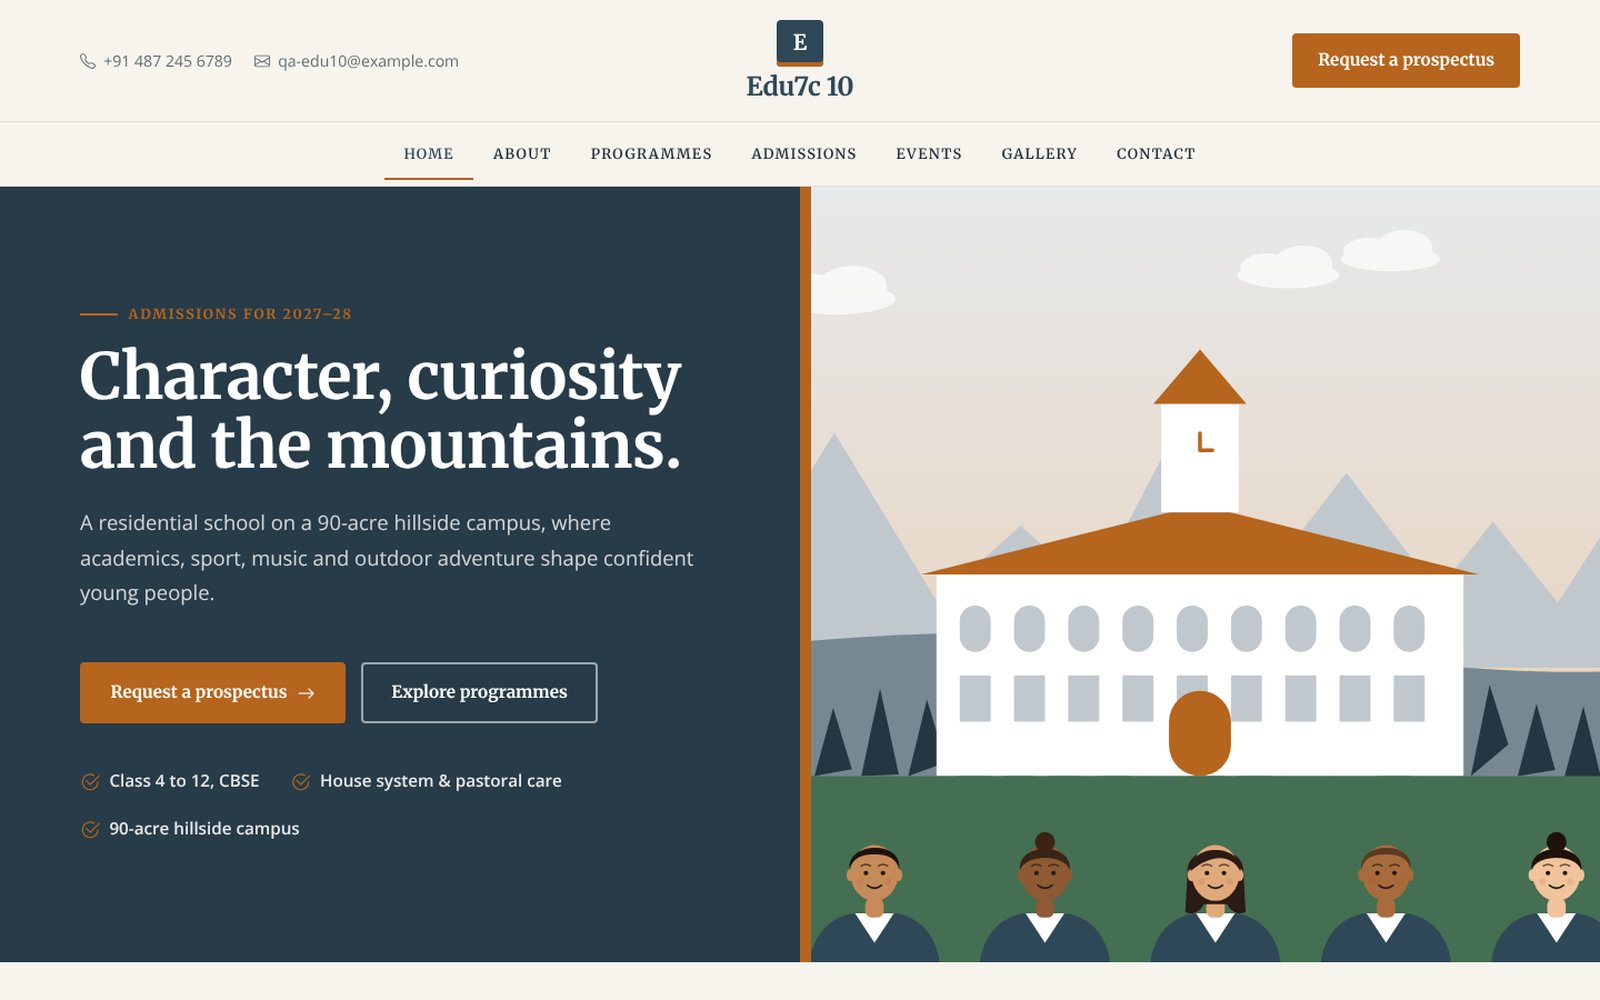 +91 487 245 6789
qa-edu10@example.com
E
Edu7c 10
Request a prospectus
HOME ABOUT PROGRAMMES ADMISSIONS EVENTS GALLERY CONTACT
ADMISSIONS FOR 2027–28
Character, curiosity
and the mountains.
A residential school on a 90-acre hillside campus, where
academics, sport, music and outdoor adventure shape confident
young people.
Request a prospectus →
Explore programmes
Class 4 to 12, CBSE
House system & pastoral care
90-acre hillside campus